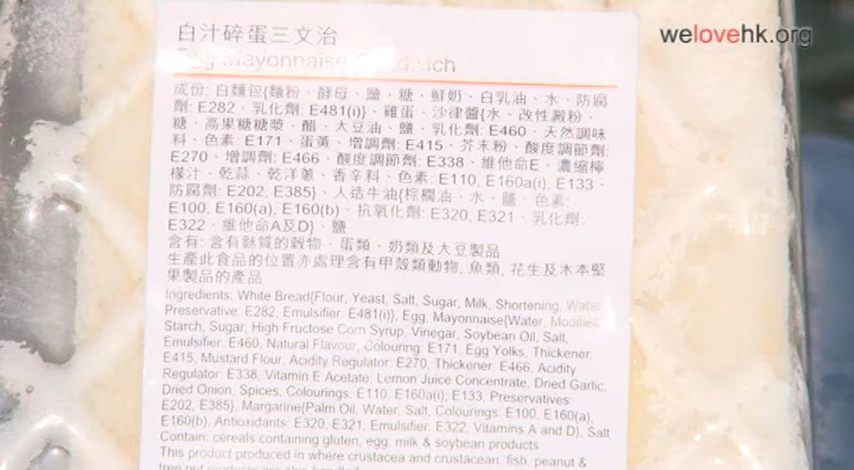 welovehk.org
白汁碎蛋三文治
Egg Mayonnaise Sandwich
成份: 白麵包{麵粉、酵母、鹽、糖、鮮奶、白乳油、水、防腐
劑: E282、乳化劑: E481(i)}、雞蛋、沙律醬{水、改性澱粉、
糖、高果糖糖漿、醋、大豆油、鹽、乳化劑: E460、天然調味
料、色素: E171、蛋黃、增調劑: E415、芥末粉、酸度調節劑:
E270、增調劑: E466、酸度調節劑: E338、維他命E、濃縮檸
檬汁、乾蒜、乾洋蔥、香辛料、色素: E110, E160a(i), E133、
防腐劑: E202, E385}、人造牛油{棕櫚油、水、鹽、色素:
E100, E160(a), E160(b)、抗氧化劑: E320, E321、乳化劑:
E322、維他命A及D}、鹽
含有: 含有麩質的穀物、蛋類、奶類及大豆製品
生產此食品的位置亦處理含有甲殼類動物, 魚類, 花生及木本堅
果製品的產品
Ingredients: White Bread{Flour, Yeast, Salt, Sugar, Milk, Shortening, Water
Preservative: E282, Emulsifier: E481(i)}, Egg, Mayonnaise{Water, Modified
Starch, Sugar, High Fructose Corn Syrup, Vinegar, Soybean Oil, Salt,
Emulsifier: E460, Natural Flavour, Colouring: E171, Egg Yolks, Thickener:
E415, Mustard Flour, Acidity Regulator: E270, Thickener: E466, Acidity
Regulator: E338, Vitamin E Acetate, Lemon Juice Concentrate, Dried Garlic,
Dried Onion, Spices, Colourings: E110, E160a(i), E133, Preservatives:
E202, E385}, Margarine{Palm Oil, Water, Salt, Colourings: E100, E160(a),
E160(b), Antioxidants: E320, E321, Emulsifier: E322, Vitamins A and D}, Salt
Contain: cereals containing gluten, egg, milk & soybean products
This product produced in where crustacea and crustacean, fish, peanut &
tree nut products are also handled